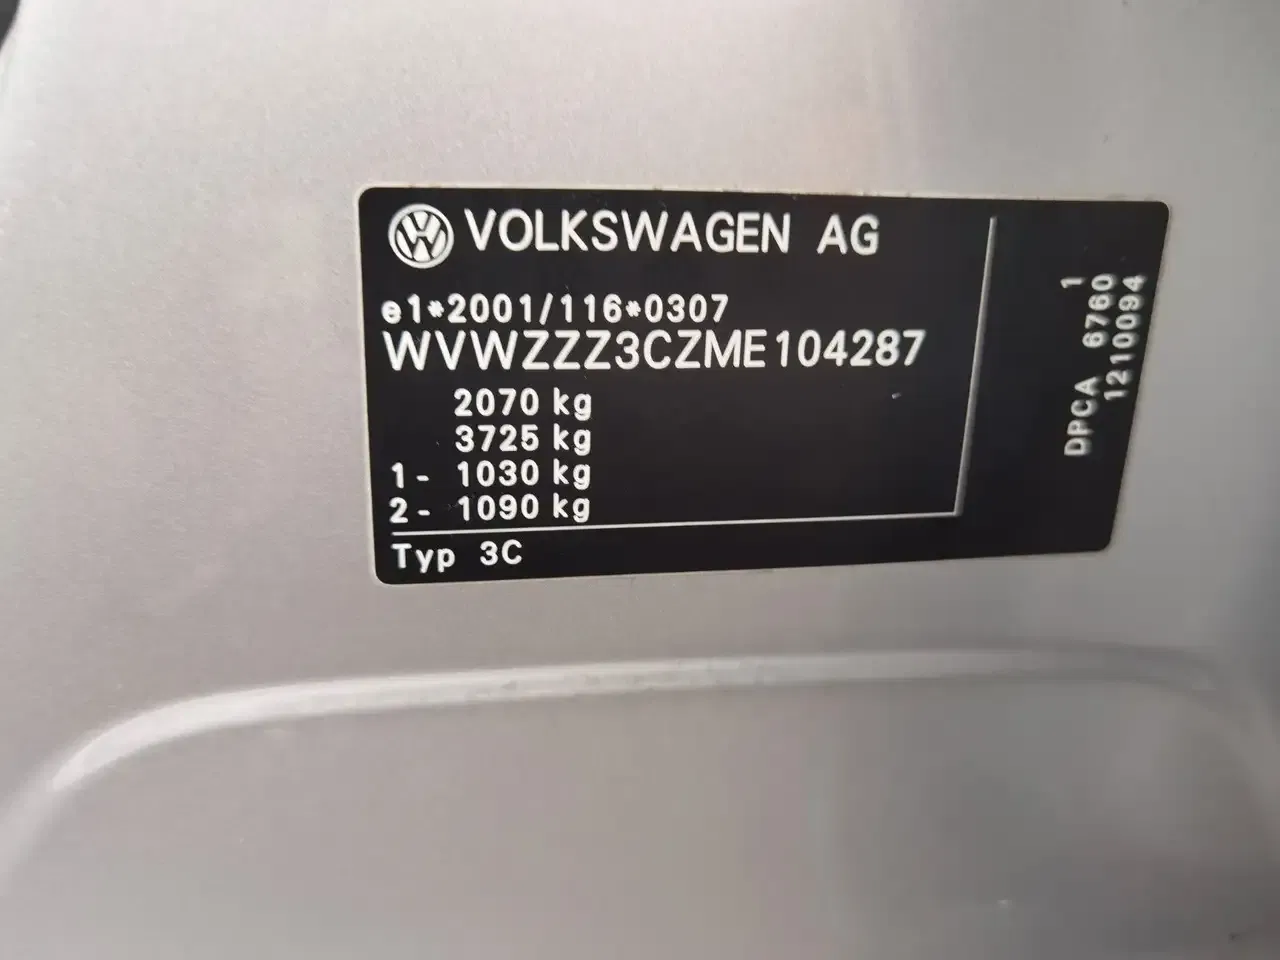 VOLKSWAGEN AG
e1*2001/116*0307
WVWZZZ3CZME104287
2070 kg
3725 kg
1- 1030 kg
2- 1090 kg
Typ 3C
DPCA 6760 1
1210094